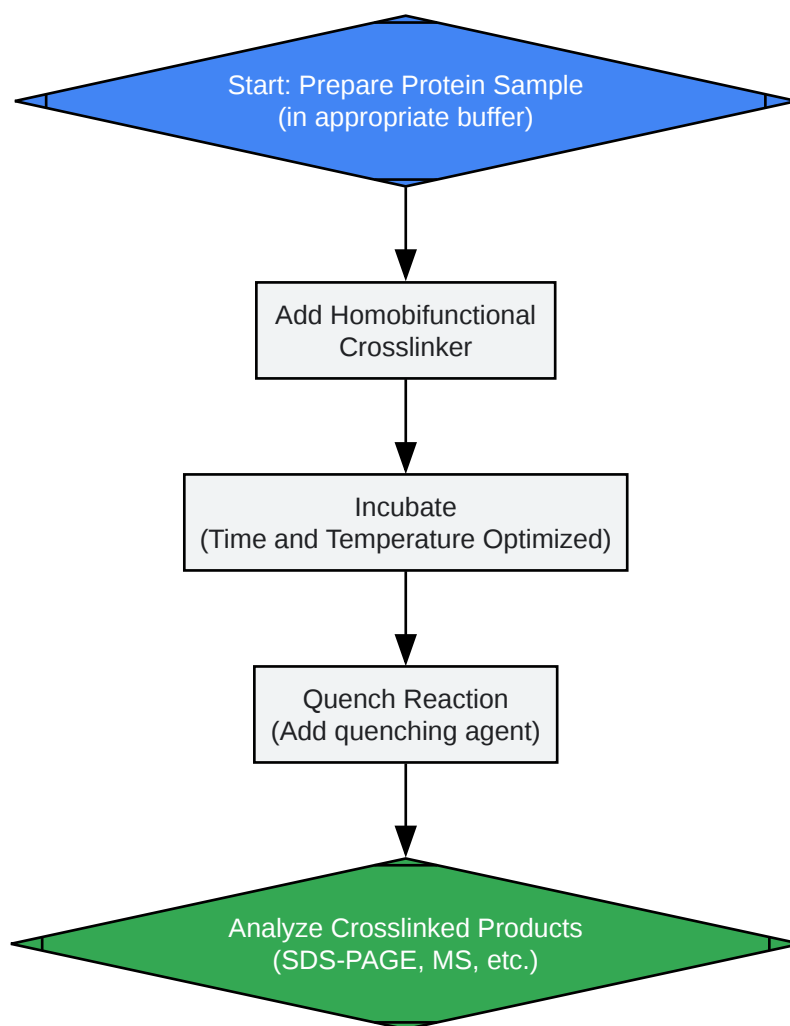 Start: Prepare Protein Sample
(in appropriate buffer)
Add Homobifunctional
Crosslinker
Incubate
(Time and Temperature Optimized)
Quench Reaction
(Add quenching agent)
Analyze Crosslinked Products
(SDS-PAGE, MS, etc.)